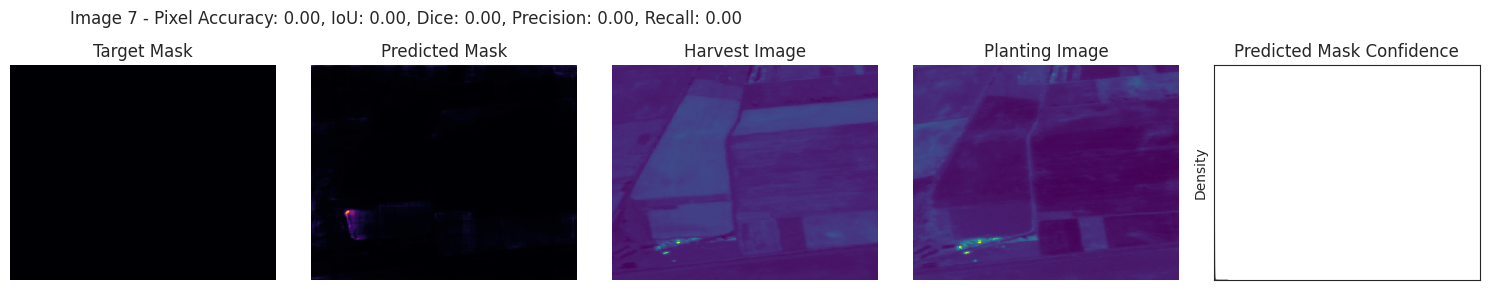 Image 7 - Pixel Accuracy: 0.00, IoU: 0.00, Dice: 0.00, Precision: 0.00, Recall: 0.00
Target Mask
Predicted Mask
Harvest Image
Planting Image
Predicted Mask Confidence
Density